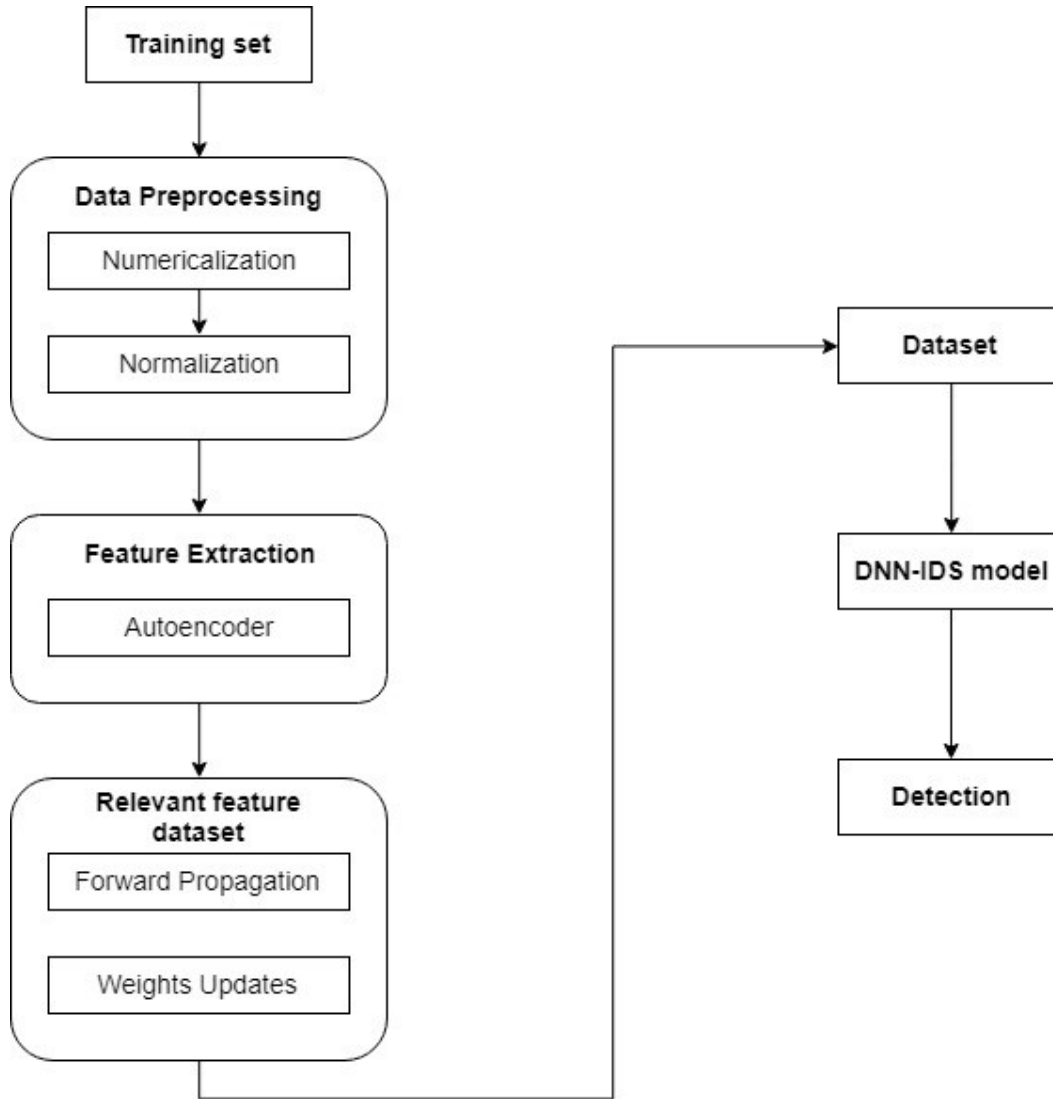 Training set
Data Preprocessing
Numericalization
Normalization
Feature Extraction
Autoencoder
Relevant feature
dataset
Forward Propagation
Weights Updates
Dataset
DNN-IDS model
Detection